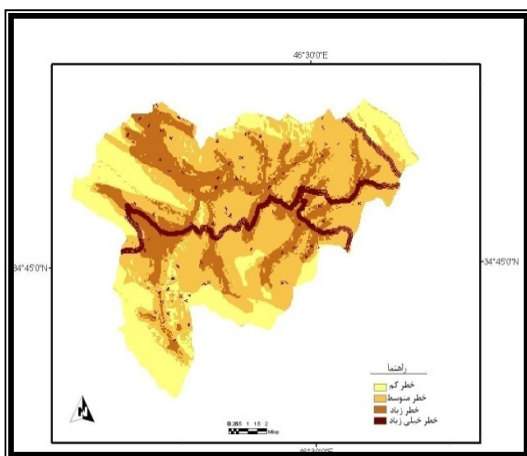 46°30'0"E
34°45'0"N
34°45'0"N
راهنما
خطر کم
خطر متوسط
خطر زیاد
خطر خیلی زیاد